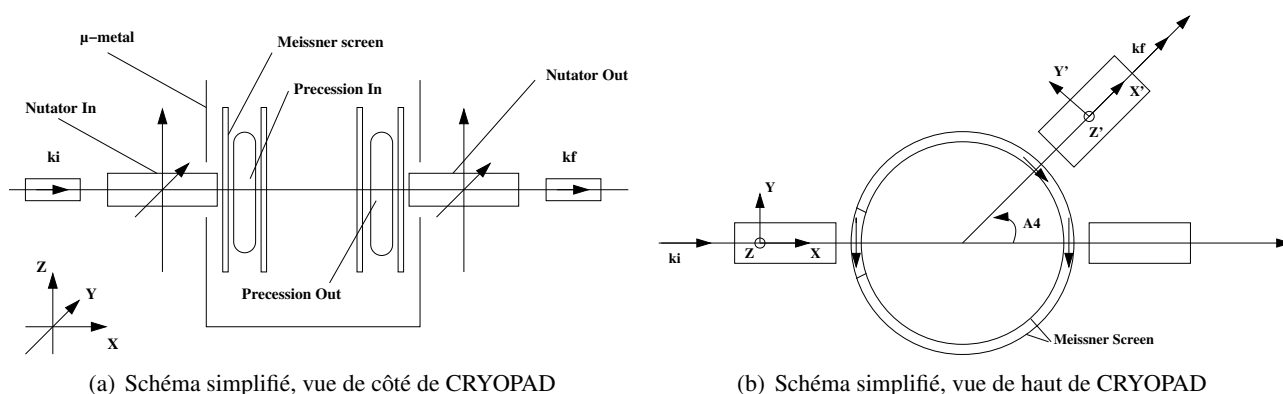 μ−metal
Meissner screen
Precession In
Nutator Out
Nutator In
ki
kf
Precession Out
Z
Y
X
(a) Schéma simplifié, vue de côté de CRYOPAD
kf
Y'
X'
Z'
Y
A4
Z
X
ki
Meissner Screen
(b) Schéma simplifié, vue de haut de CRYOPAD